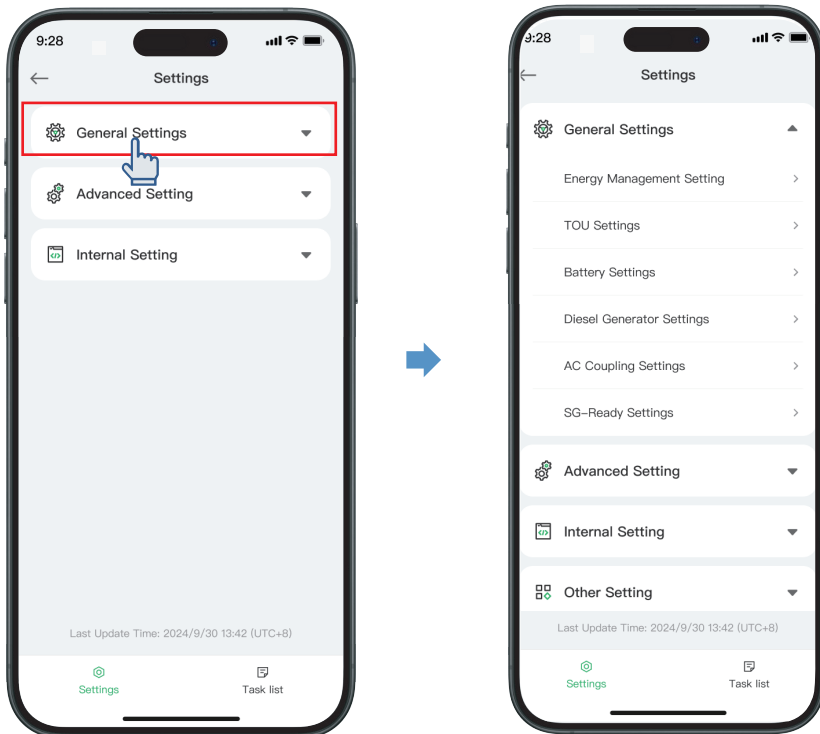 9:28
Settings
General Settings
Advanced Setting
Internal Setting
Last Update Time: 2024/9/30 13:42 (UTC+8)
Settings
Task list
9:28
Settings
General Settings
Energy Management Setting
TOU Settings
Battery Settings
Diesel Generator Settings
AC Coupling Settings
SG-Ready Settings
Advanced Setting
Internal Setting
Other Setting
Last Update Time: 2024/9/30 13:42 (UTC+8)
Settings
Task list